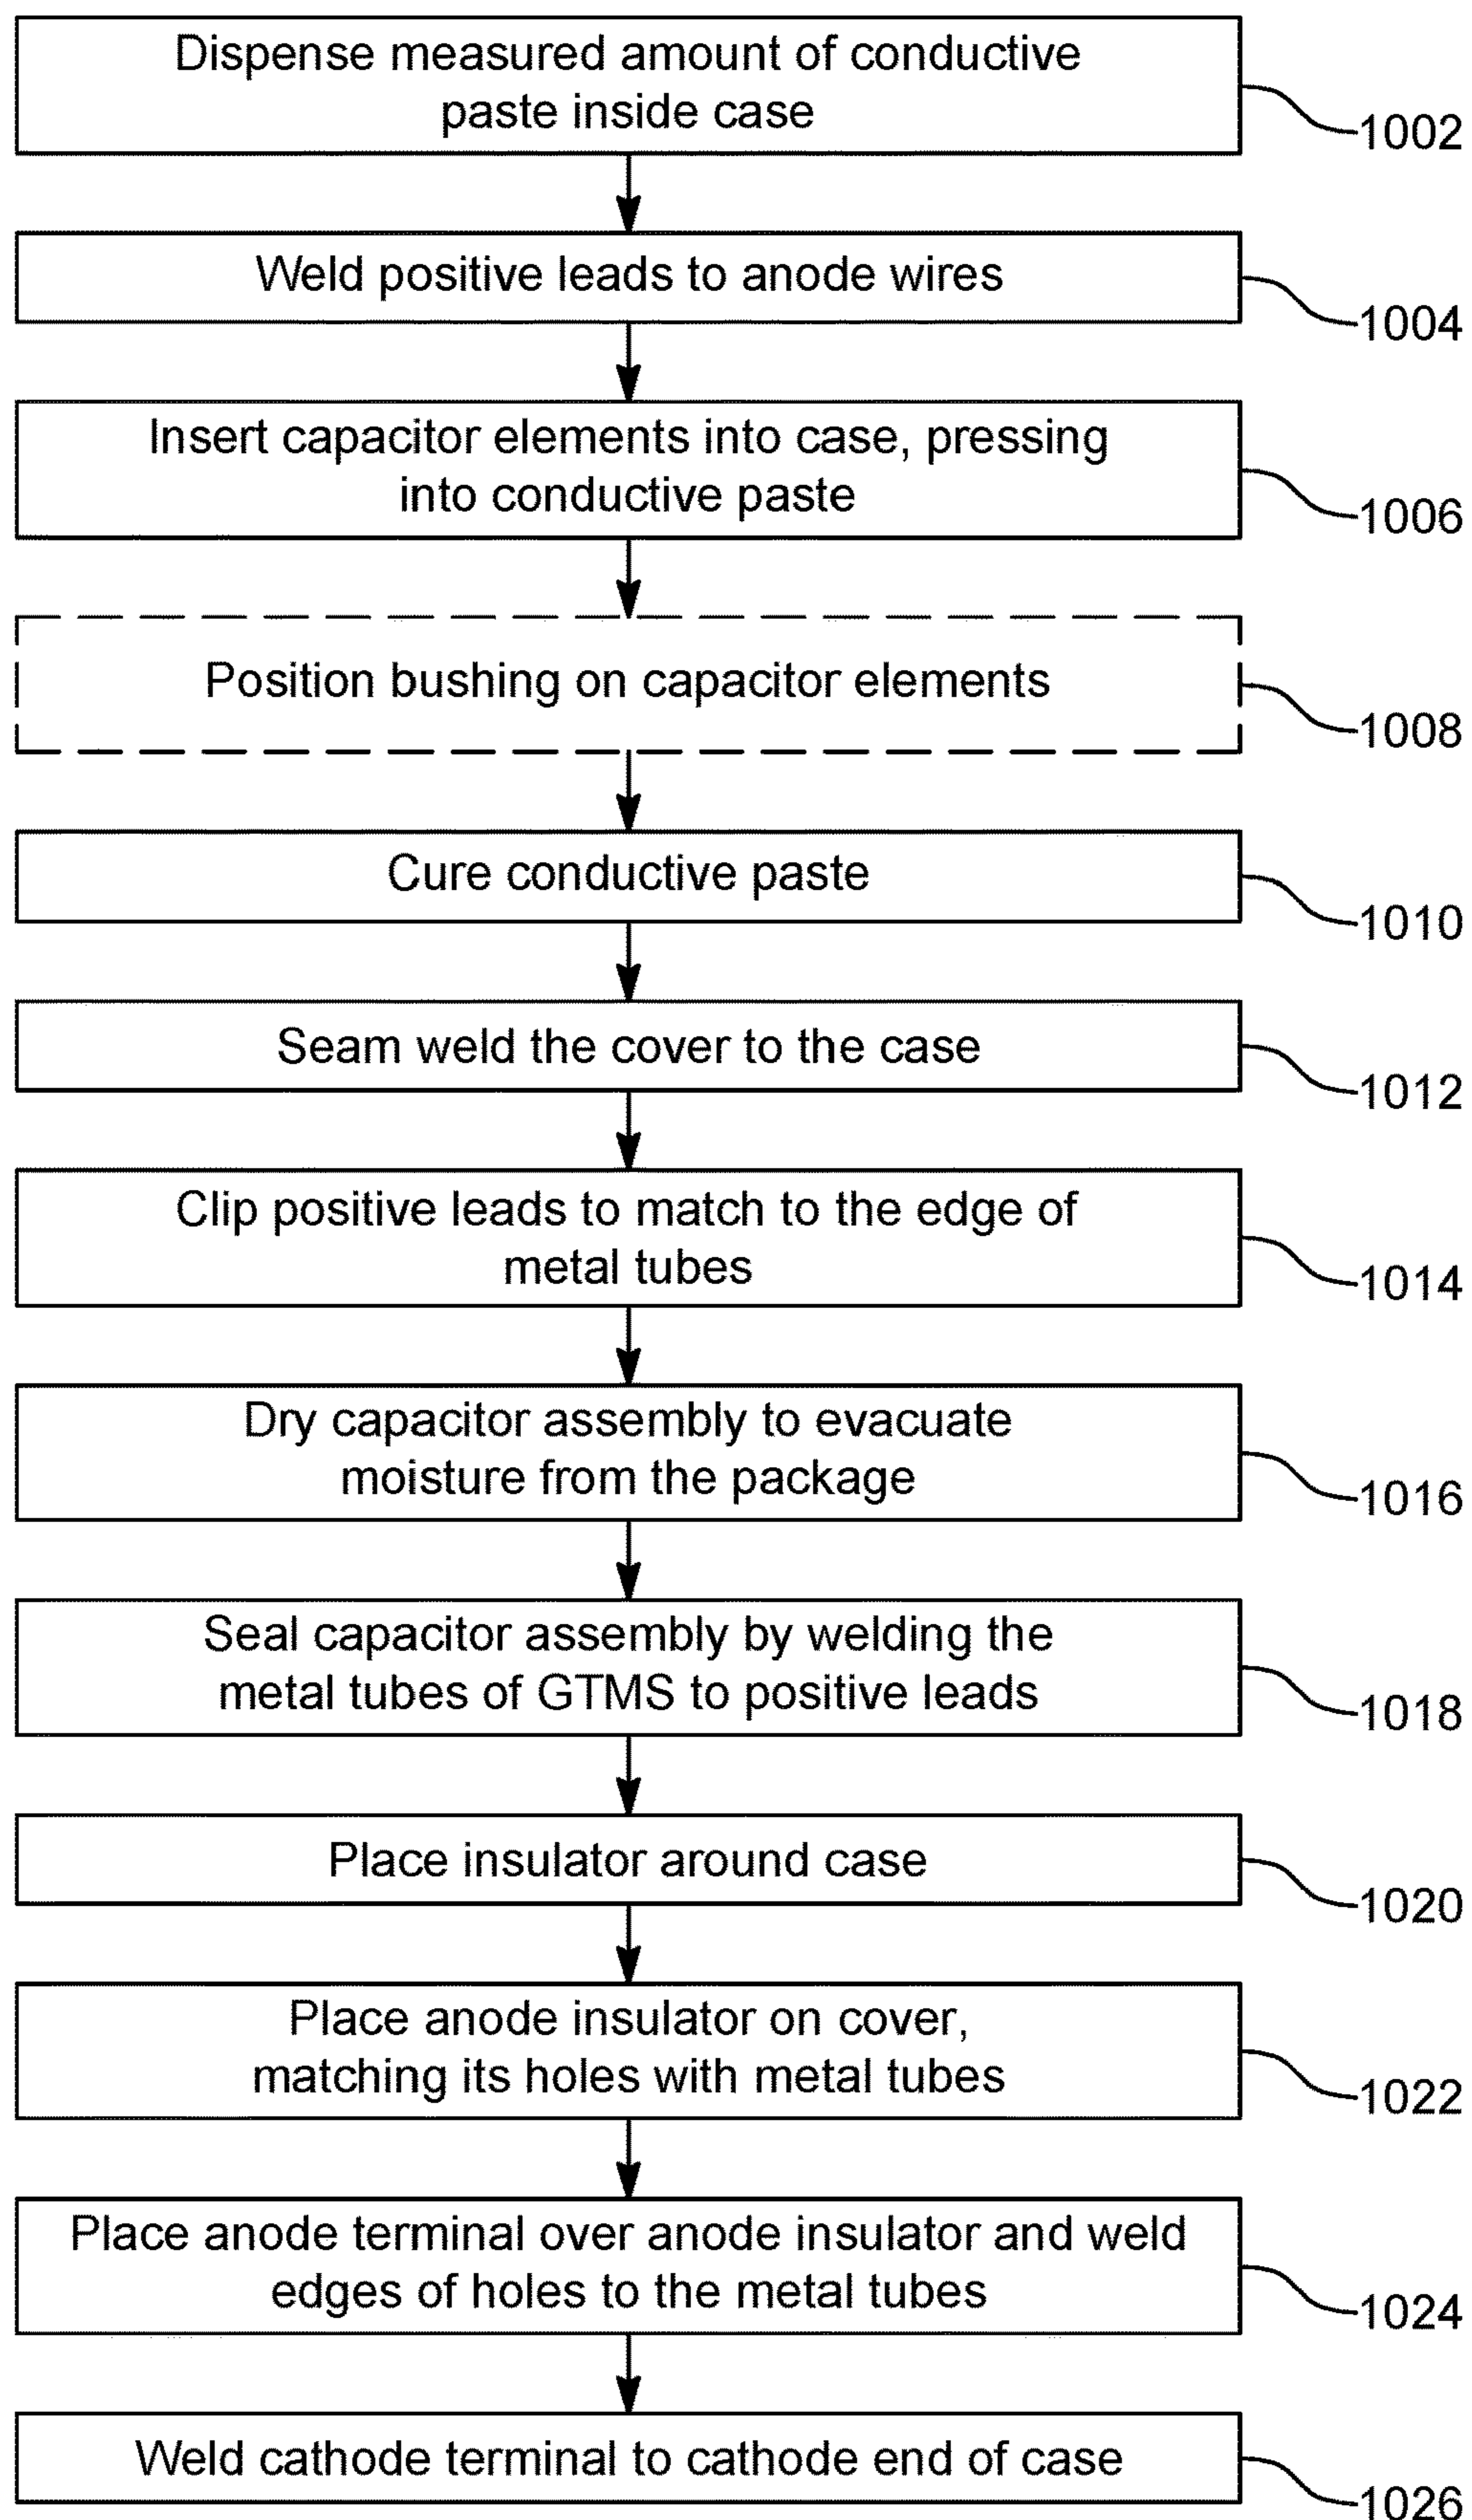 Dispense measured amount of conductive
paste inside case
1002
Weld positive leads to anode wires
1004
Insert capacitor elements into case, pressing
into conductive paste
1006
Position bushing on capacitor elements
1008
Cure conductive paste
1010
Seam weld the cover to the case
1012
Clip positive leads to match to the edge of
metal tubes
1014
Dry capacitor assembly to evacuate
moisture from the package
1016
Seal capacitor assembly by welding the
metal tubes of GTMS to positive leads
1018
Place insulator around case
1020
Place anode insulator on cover,
matching its holes with metal tubes
1022
Place anode terminal over anode insulator and weld
edges of holes to the metal tubes
1024
Weld cathode terminal to cathode end of case
1026